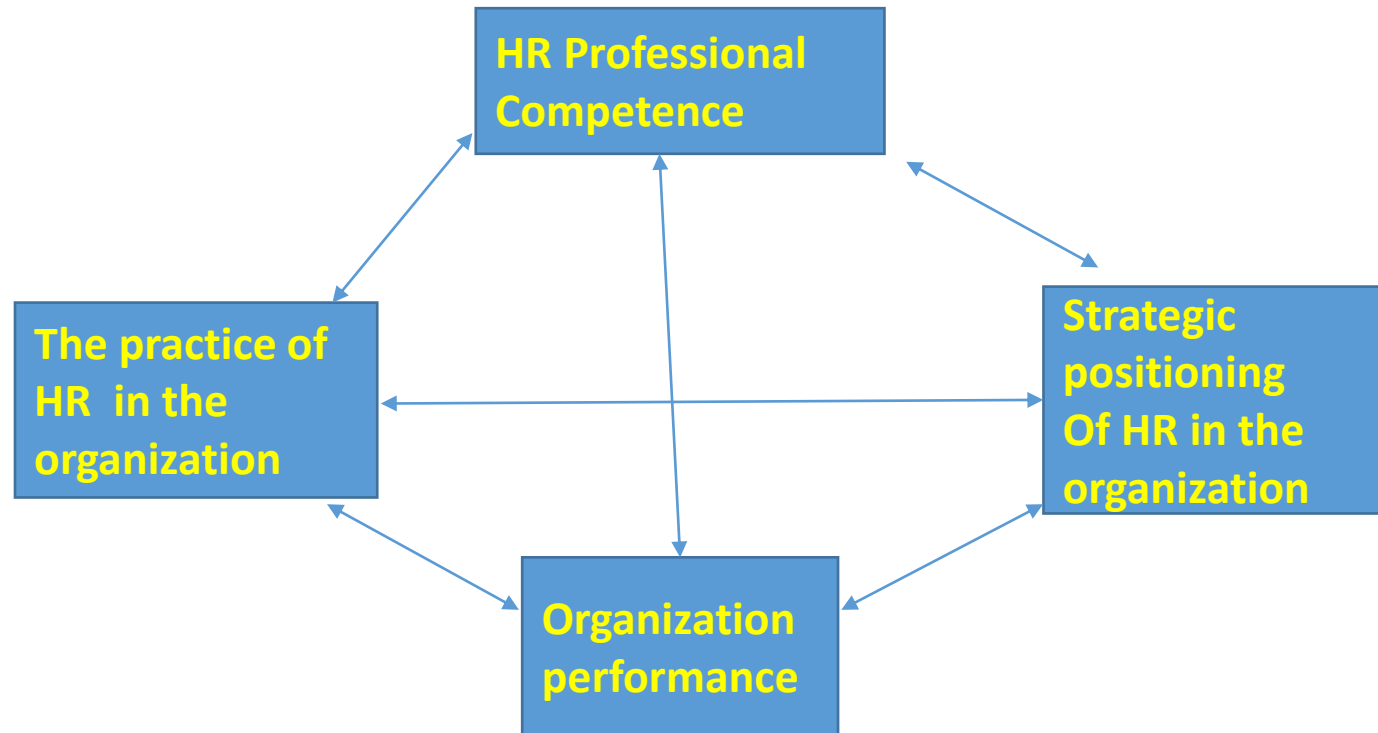 HR Professional
Competence
The practice of
HR  in the
organization
Strategic
positioning
Of HR in the
organization
Organization
performance